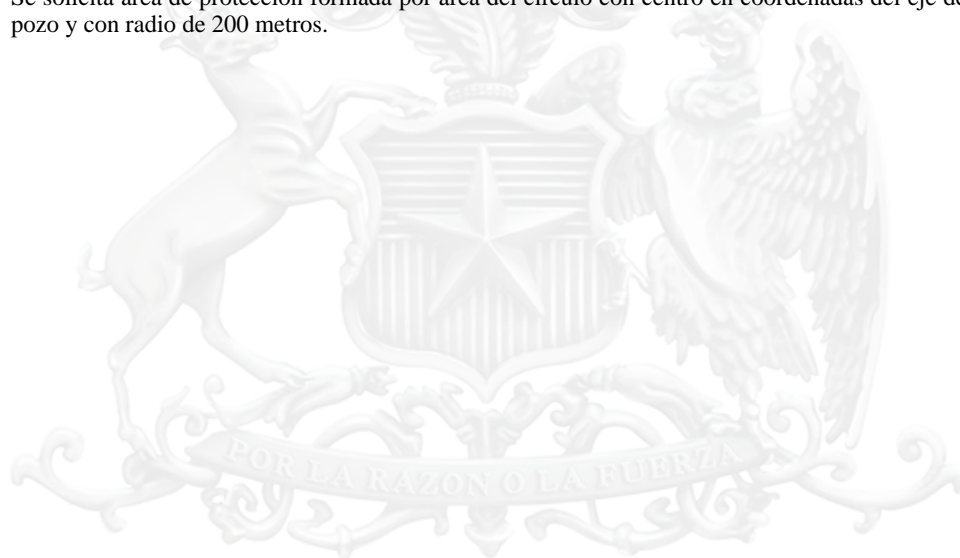 Se solicita área de protección formada por área del círculo con centro en coordenadas del eje de
pozo y con radio de 200 metros.
POR LA RAZON O LA FUERZA